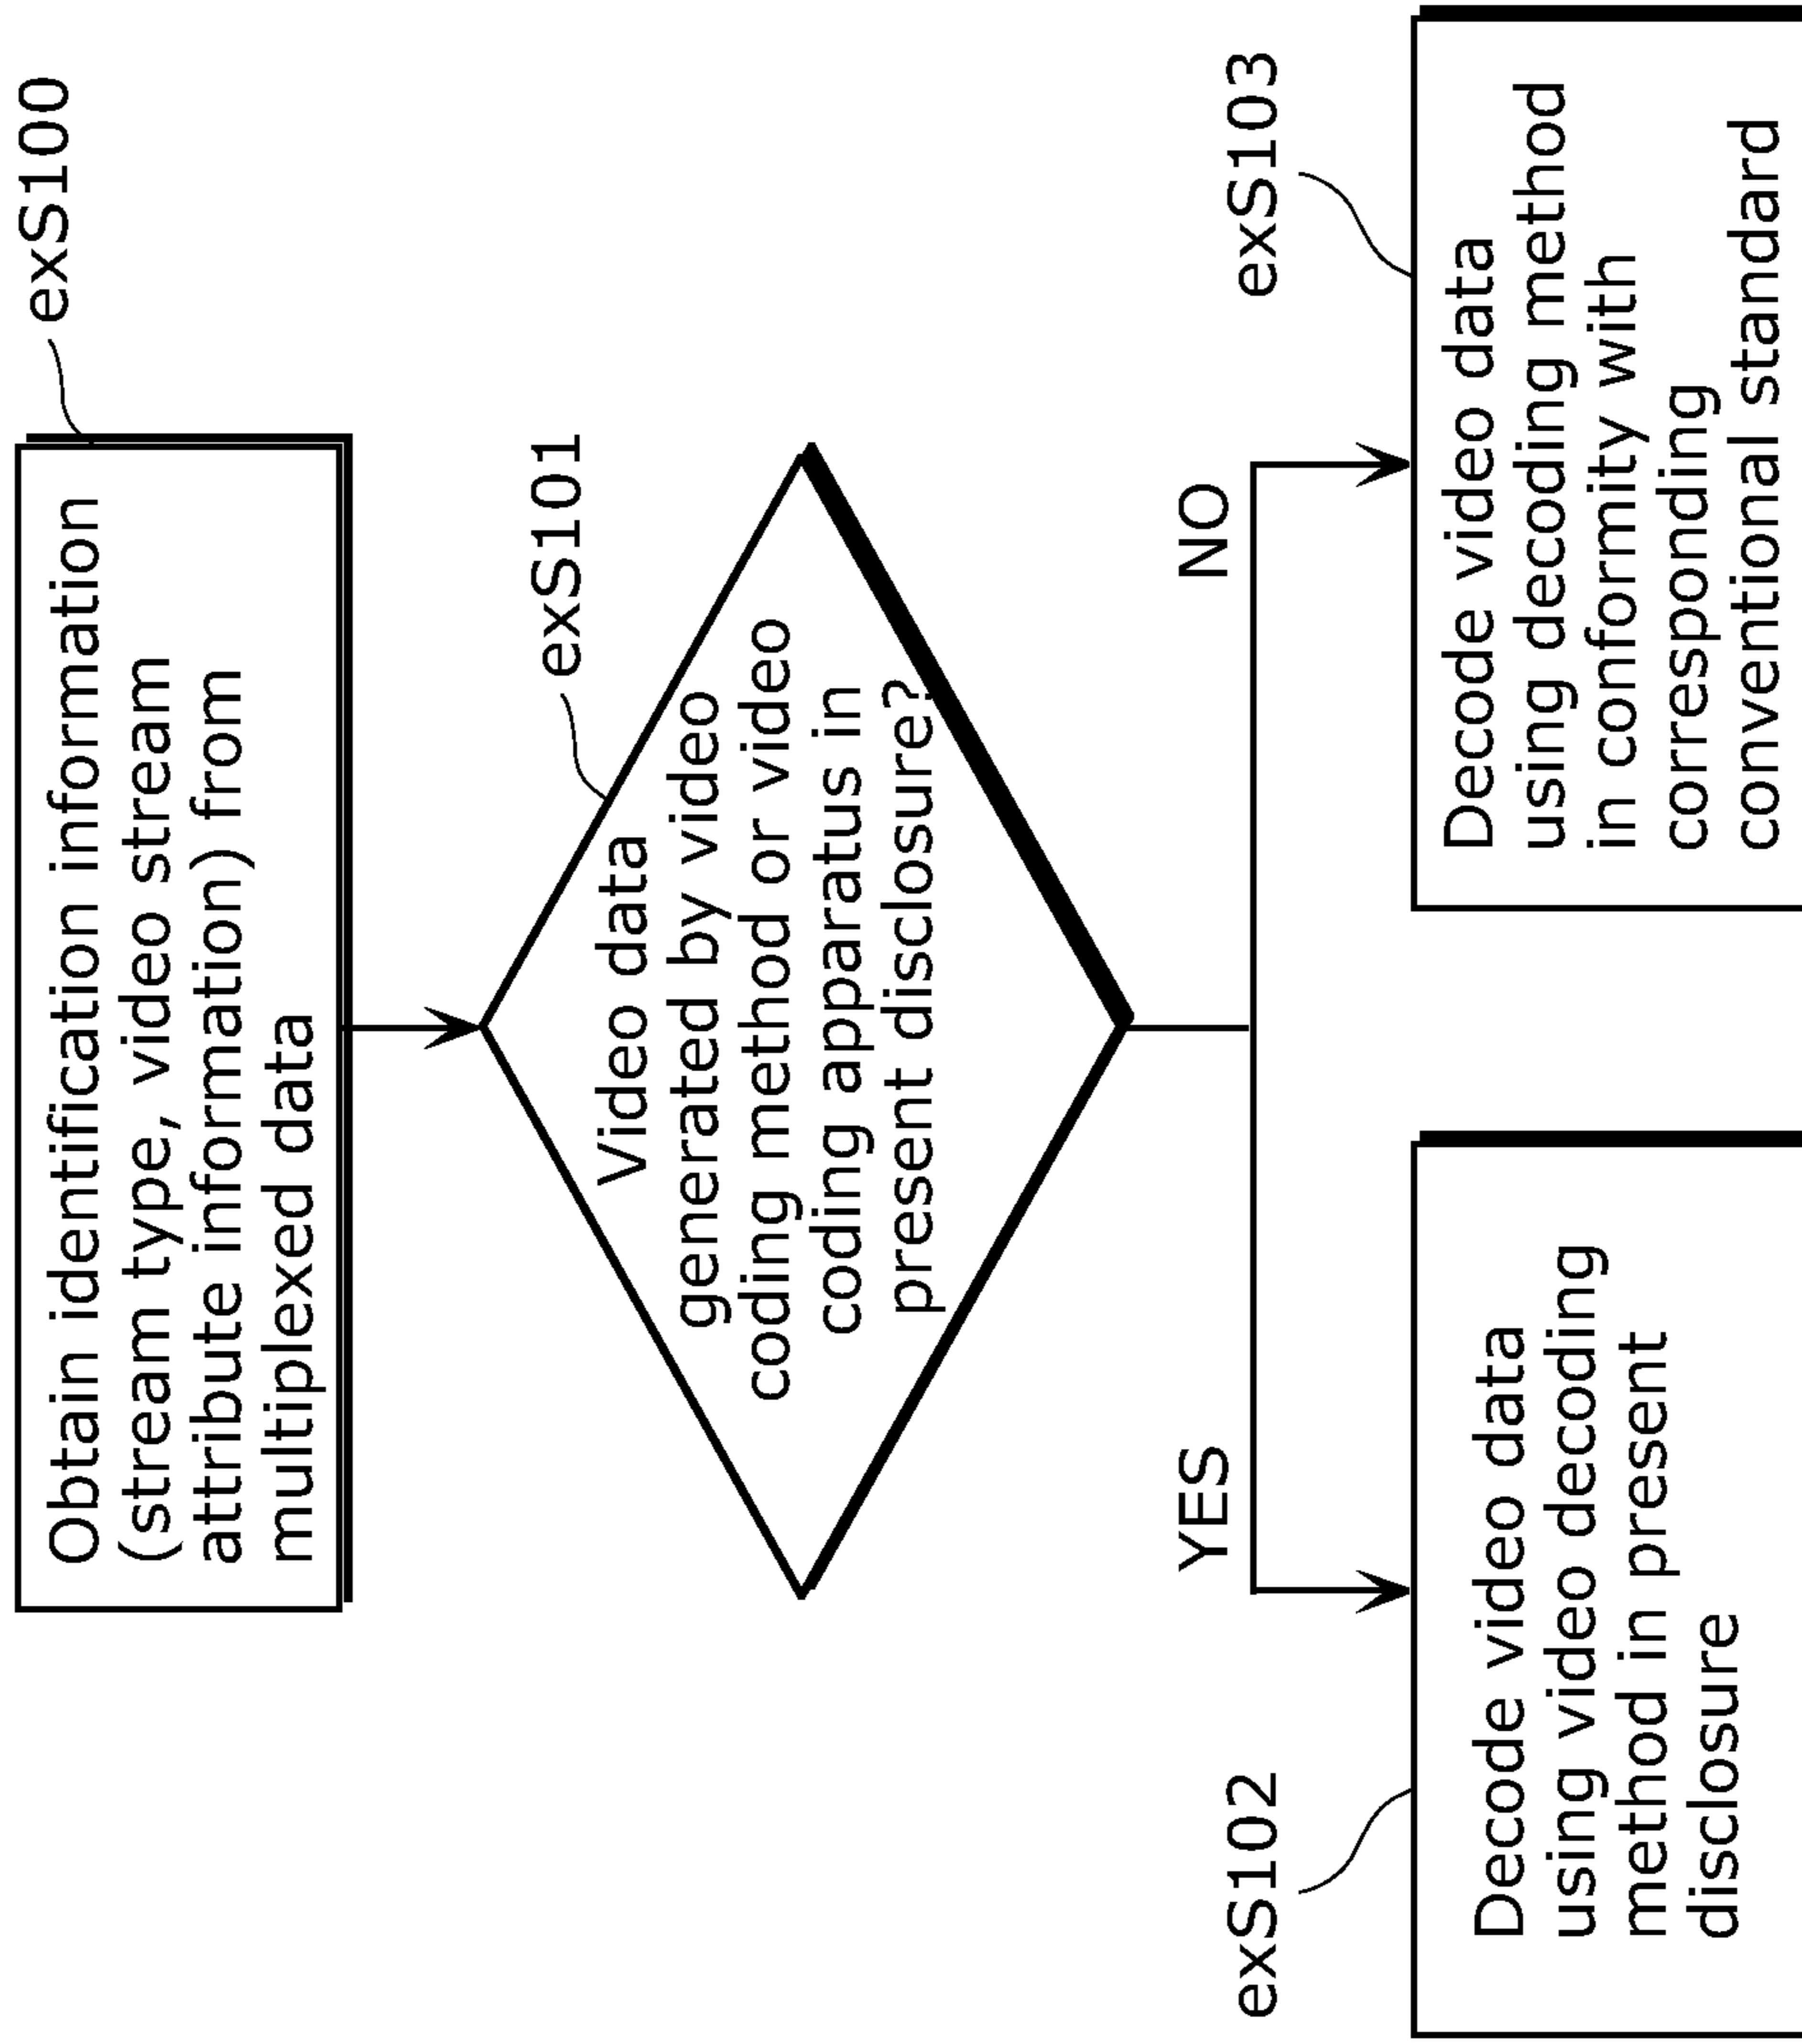 exS100
Obtain identification information
(stream type, video stream
attribute information) from
multiplexed data
exS101
Video data
generated by video
coding method or video
coding apparatus in
present disclosure?
YES
NO
exS102
Decode video data
using video decoding
method in present
disclosure
exS103
Decode video data
using decoding method
in conformity with
corresponding
conventional standard